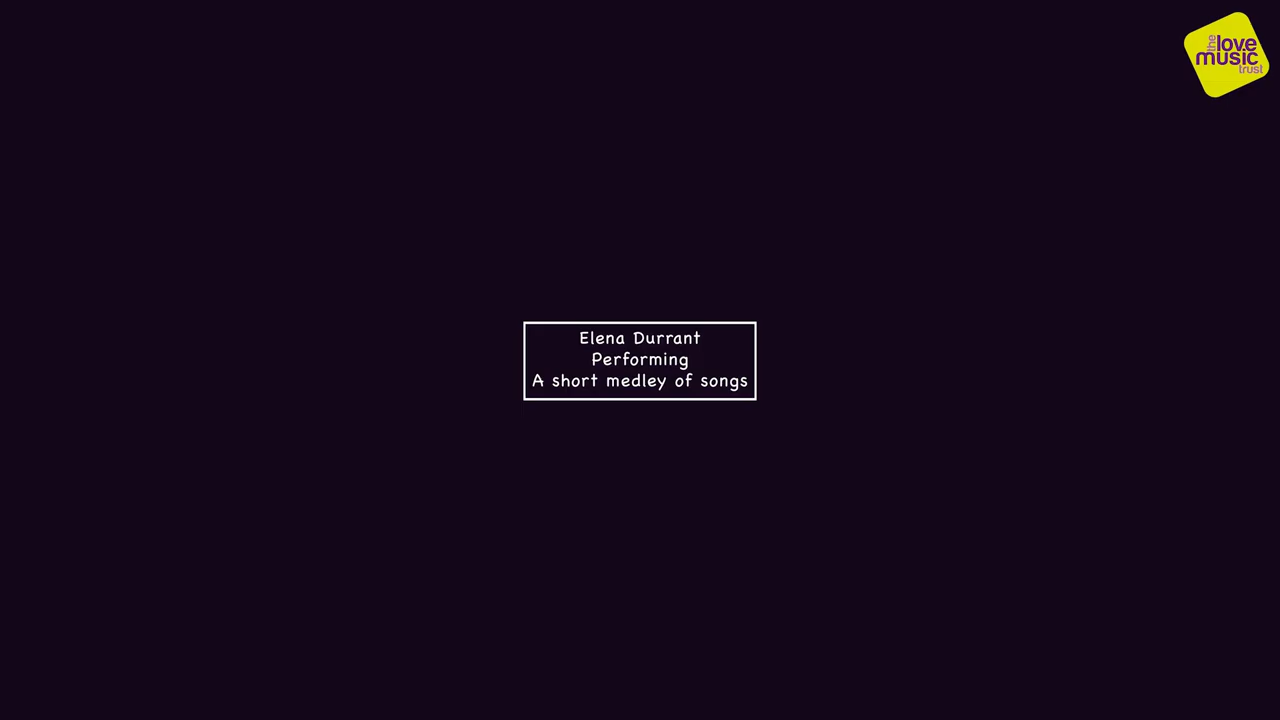 the love
music
trust
Elena Durrant
Performing
A short medley of songs